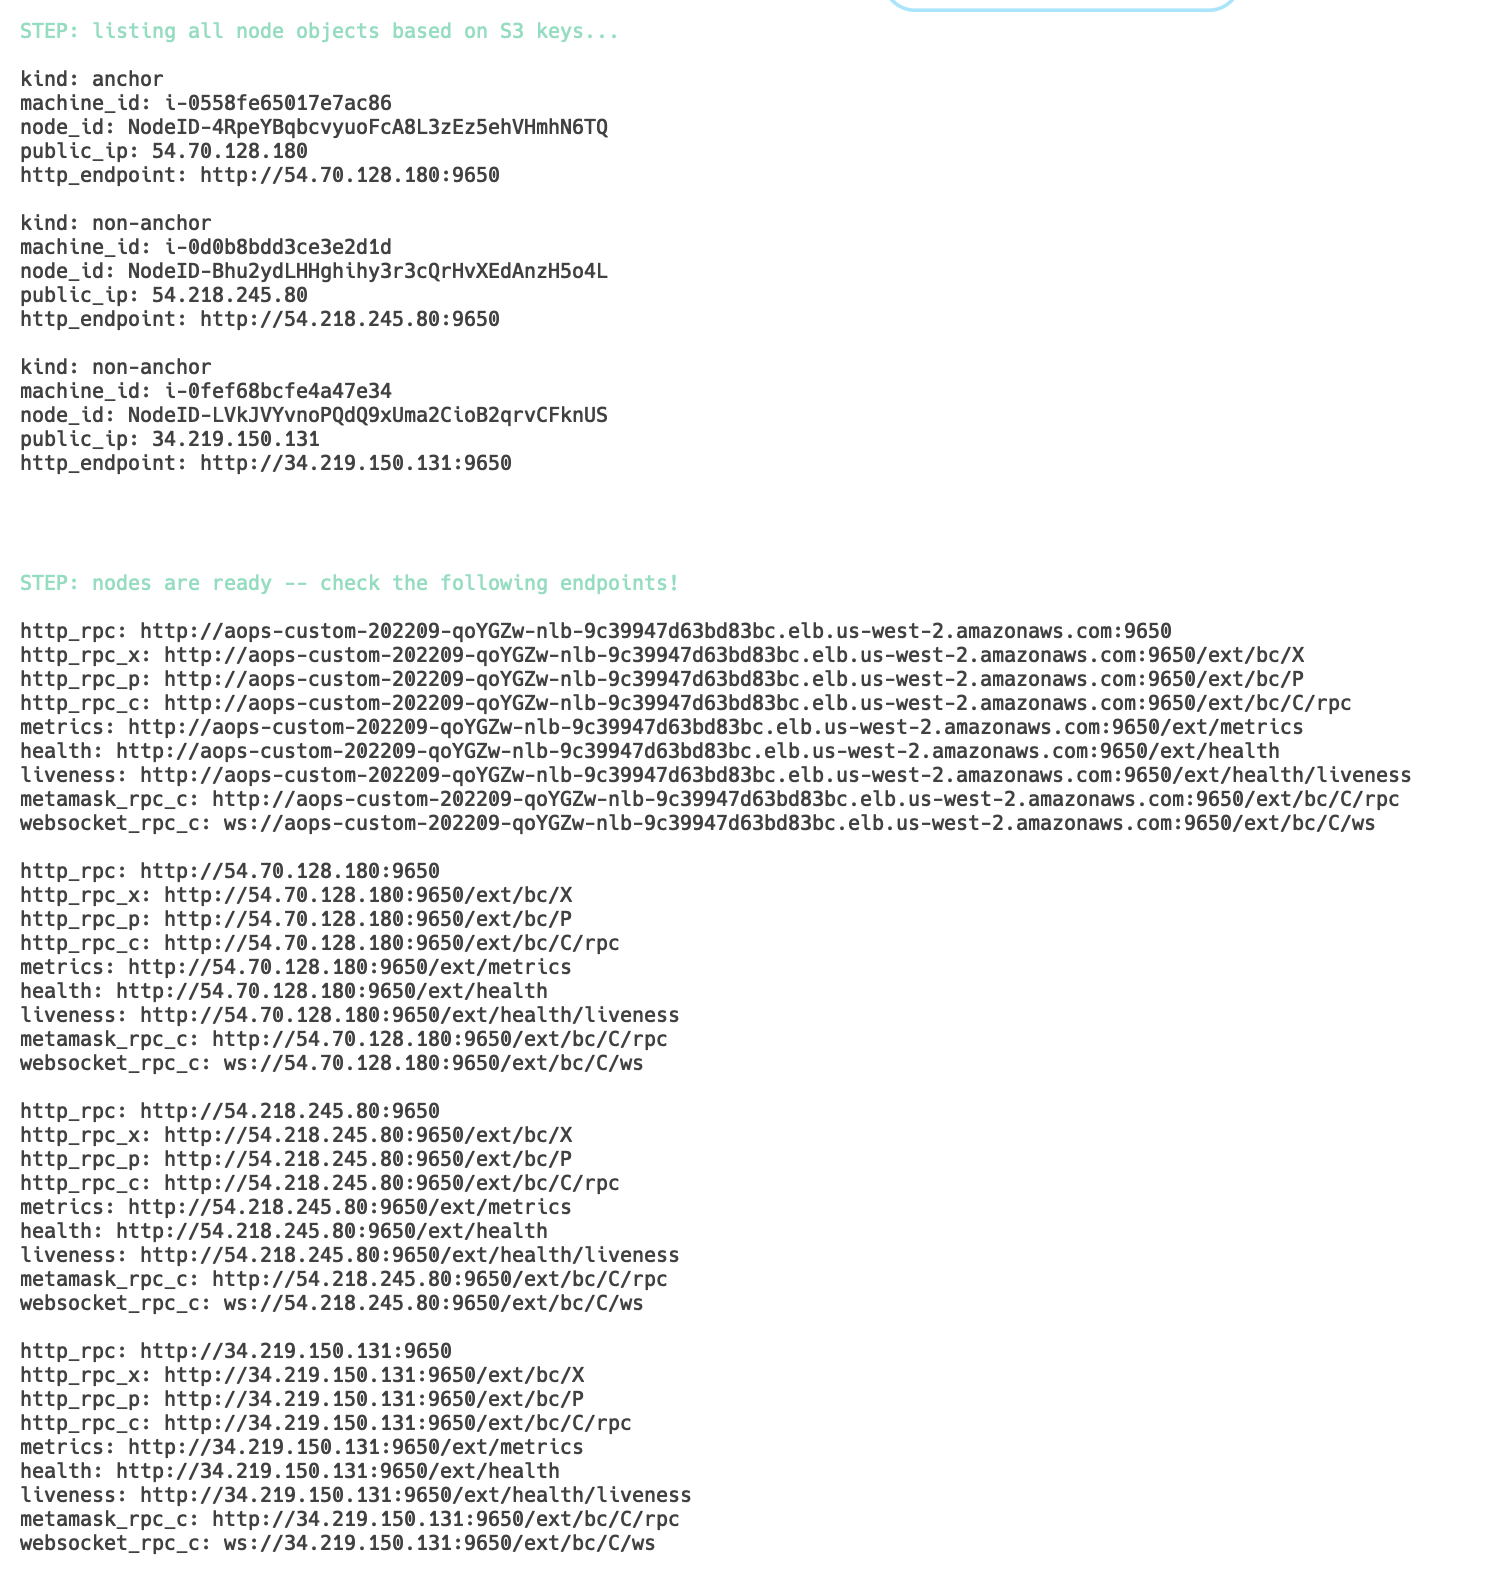 STEP: listing all node objects based on S3 keys...
kind: anchor
machine_id: i-0558fe65017e7ac86
node_id: NodeID-4RpeYBqbcvyuoFcA8L3zEz5ehVHmhN6TQ
public_ip: 54.70.128.180
http_endpoint: http://54.70.128.180:9650
kind: non-anchor
machine_id: i-0d0b8bdd3ce3e2d1d
node_id: NodeID-Bhu2ydLHHghihy3r3cQrHvXEdAnzH5o4L
public_ip: 54.218.245.80
http_endpoint: http://54.218.245.80:9650
kind: non-anchor
machine_id: i-0fef68bcfe4a47e34
node_id: NodeID-LVkJVYvnoPQdQ9xUma2CioB2qrvCFknUS
public_ip: 34.219.150.131
http_endpoint: http://34.219.150.131:9650
STEP: nodes are ready -- check the following endpoints!
http_rpc: http://aops-custom-202209-qoYGZw-nlb-9c39947d63bd83bc.elb.us-west-2.amazonaws.com:9650
http_rpc_x: http://aops-custom-202209-qoYGZw-nlb-9c39947d63bd83bc.elb.us-west-2.amazonaws.com:9650/ext/bc/X
http_rpc_p: http://aops-custom-202209-qoYGZw-nlb-9c39947d63bd83bc.elb.us-west-2.amazonaws.com:9650/ext/bc/P
http_rpc_c: http://aops-custom-202209-qoYGZw-nlb-9c39947d63bd83bc.elb.us-west-2.amazonaws.com:9650/ext/bc/C/rpc
metrics: http://aops-custom-202209-qoYGZw-nlb-9c39947d63bd83bc.elb.us-west-2.amazonaws.com:9650/ext/metrics
health: http://aops-custom-202209-qoYGZw-nlb-9c39947d63bd83bc.elb.us-west-2.amazonaws.com:9650/ext/health
liveness: http://aops-custom-202209-qoYGZw-nlb-9c39947d63bd83bc.elb.us-west-2.amazonaws.com:9650/ext/health/liveness
metamask_rpc_c: http://aops-custom-202209-qoYGZw-nlb-9c39947d63bd83bc.elb.us-west-2.amazonaws.com:9650/ext/bc/C/rpc
websocket_rpc_c: ws://aops-custom-202209-qoYGZw-nlb-9c39947d63bd83bc.elb.us-west-2.amazonaws.com:9650/ext/bc/C/ws
http_rpc: http://54.70.128.180:9650
http_rpc_x: http://54.70.128.180:9650/ext/bc/X
http_rpc_p: http://54.70.128.180:9650/ext/bc/P
http_rpc_c: http://54.70.128.180:9650/ext/bc/C/rpc
metrics: http://54.70.128.180:9650/ext/metrics
health: http://54.70.128.180:9650/ext/health
liveness: http://54.70.128.180:9650/ext/health/liveness
metamask_rpc_c: http://54.70.128.180:9650/ext/bc/C/rpc
websocket_rpc_c: ws://54.70.128.180:9650/ext/bc/C/ws
http_rpc: http://54.218.245.80:9650
http_rpc_x: http://54.218.245.80:9650/ext/bc/X
http_rpc_p: http://54.218.245.80:9650/ext/bc/P
http_rpc_c: http://54.218.245.80:9650/ext/bc/C/rpc
metrics: http://54.218.245.80:9650/ext/metrics
health: http://54.218.245.80:9650/ext/health
liveness: http://54.218.245.80:9650/ext/health/liveness
metamask_rpc_c: http://54.218.245.80:9650/ext/bc/C/rpc
websocket_rpc_c: ws://54.218.245.80:9650/ext/bc/C/ws
http_rpc: http://34.219.150.131:9650
http_rpc_x: http://34.219.150.131:9650/ext/bc/X
http_rpc_p: http://34.219.150.131:9650/ext/bc/P
http_rpc_c: http://34.219.150.131:9650/ext/bc/C/rpc
metrics: http://34.219.150.131:9650/ext/metrics
health: http://34.219.150.131:9650/ext/health
liveness: http://34.219.150.131:9650/ext/health/liveness
metamask_rpc_c: http://34.219.150.131:9650/ext/bc/C/rpc
websocket_rpc_c: ws://34.219.150.131:9650/ext/bc/C/ws